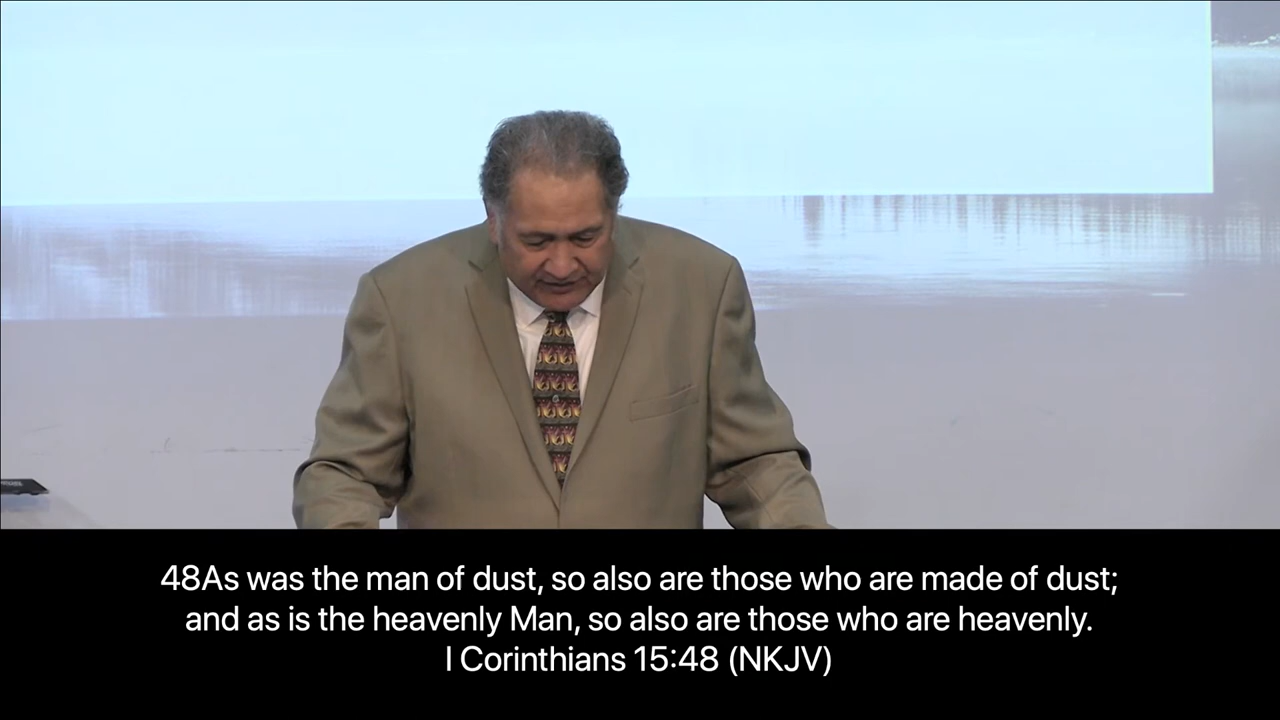 48As was the man of dust, so also are those who are made of dust;
and as is the heavenly Man, so also are those who are heavenly.
I Corinthians 15:48 (NKJV)